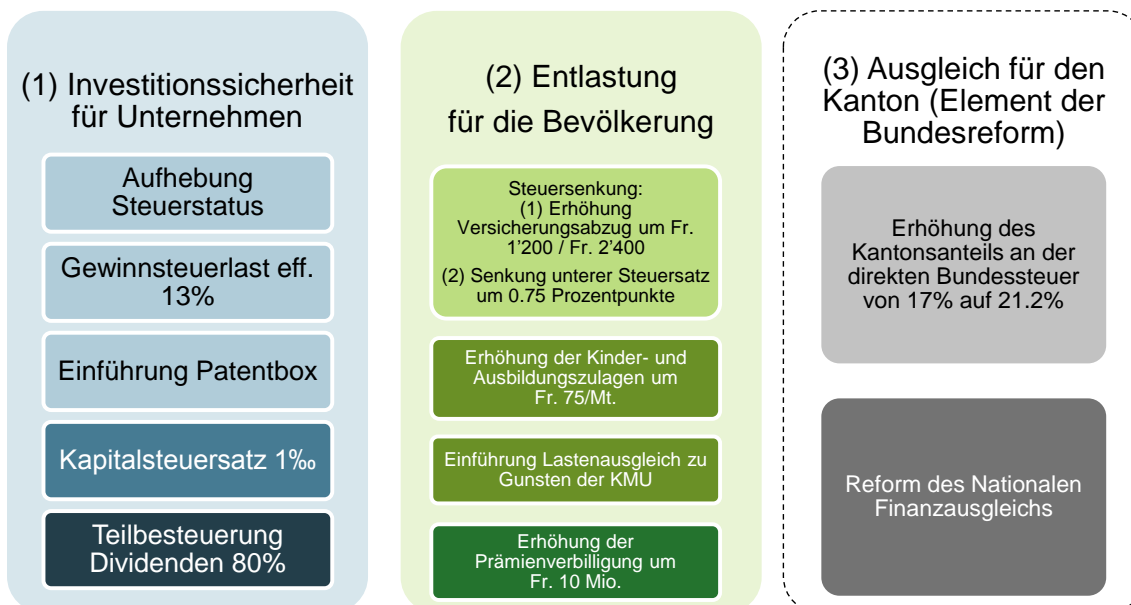 (1) Investitionssicherheit
für Unternehmen
Aufhebung
Steuerstatus
Gewinnsteuerlast eff.
13%
Einführung Patentbox
Kapitalsteuersatz 1‰
Teilbesteuerung
Dividenden 80%
(2) Entlastung
für die Bevölkerung
Steuersenkung:
(1) Erhöhung
Versicherungsabzug um Fr.
1'200 / Fr. 2'400
(2) Senkung unterer Steuersatz
um 0.75 Prozentpunkte
Erhöhung der Kinder- und
Ausbildungszulagen um
Fr. 75/Mt.
Einführung Lastenausgleich zu
Gunsten der KMU
Erhöhung der
Prämienverbilligung um
Fr. 10 Mio.
(3) Ausgleich für den
Kanton (Element der
Bundesreform)
Erhöhung des
Kantonsanteils an der
direkten Bundessteuer
von 17% auf 21.2%
Reform des Nationalen
Finanzausgleichs